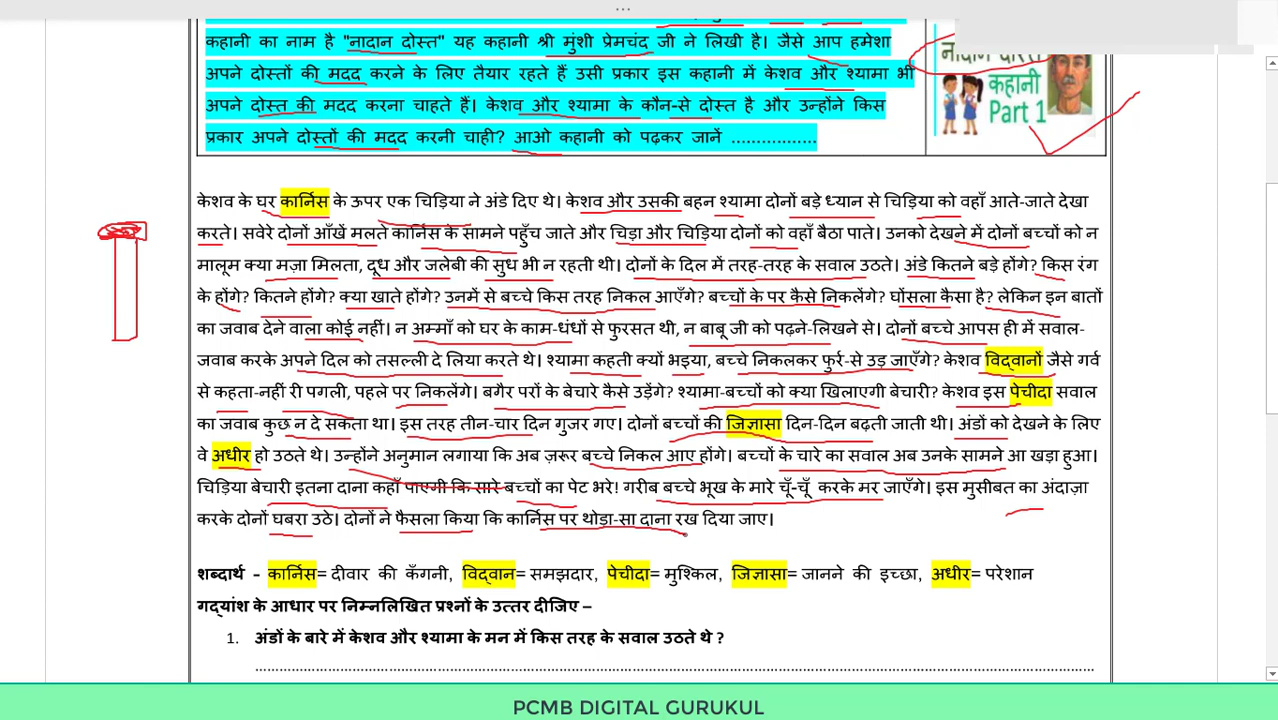 कहानी का नाम है "नादान दोस्त" यह कहानी श्री मुंशी प्रेमचंद जी ने लिखी है। जैसे आप हमेशा
अपने दोस्तों की मदद करने के लिए तैयार रहते हैं उसी प्रकार इस कहानी में केशव और श्यामा भी
अपने दोस्त की मदद करना चाहते हैं। केशव और श्यामा के कौन-से दोस्त है और उन्होंने किस
प्रकार अपने दोस्तों की मदद करनी चाही? आओ कहानी को पढ़कर जानें .................
नादान दोस्त
कहानी
Part 1
केशव के घर कार्निस के ऊपर एक चिड़िया ने अंडे दिए थे। केशव और उसकी बहन श्यामा दोनों बड़े ध्यान से चिड़िया को वहाँ आते-जाते देखा
करते। सवेरे दोनों आँखें मलते कार्निस के सामने पहुँच जाते और चिड़ा और चिड़िया दोनों को वहाँ बैठा पाते। उनको देखने में दोनों बच्चों को न
मालूम क्या मज़ा मिलता, दूध और जलेबी की सुध भी न रहती थी। दोनों के दिल में तरह-तरह के सवाल उठते। अंडे कितने बड़े होंगे? किस रंग
के होंगे? कितने होंगे? क्या खाते होंगे? उनमें से बच्चे किस तरह निकल आएँगे? बच्चों के पर कैसे निकलेंगे? घोंसला कैसा है? लेकिन इन बातों
का जवाब देने वाला कोई नहीं। न अम्माँ को घर के काम-धंधों से फुरसत थी, न बाबू जी को पढ़ने-लिखने से। दोनों बच्चे आपस ही में सवाल-
जवाब करके अपने दिल को तसल्ली दे लिया करते थे। श्यामा कहती क्यों भइया, बच्चे निकलकर फुर्र-से उड़ जाएँगे? केशव विद्वानों जैसे गर्व
से कहता-नहीं री पगली, पहले पर निकलेंगे। बगैर परों के बेचारे कैसे उड़ेंगे? श्यामा-बच्चों को क्या खिलाएगी बेचारी? केशव इस पेचीदा सवाल
का जवाब कुछ न दे सकता था। इस तरह तीन-चार दिन गुजर गए। दोनों बच्चों की जिज्ञासा दिन-दिन बढ़ती जाती थी। अंडों को देखने के लिए
वे अधीर हो उठते थे। उन्होंने अनुमान लगाया कि अब ज़रूर बच्चे निकल आए होंगे। बच्चों के चारे का सवाल अब उनके सामने आ खड़ा हुआ।
चिड़िया बेचारी इतना दाना कहाँ पाएगी कि सारे बच्चों का पेट भरे! गरीब बच्चे भूख के मारे चूँ-चूँ करके मर जाएँगे। इस मुसीबत का अंदाज़ा
करके दोनों घबरा उठे। दोनों ने फैसला किया कि कार्निस पर थोड़ा-सा दाना रख दिया जाए।
शब्दार्थ - कार्निस= दीवार की कँगनी, विद्वान= समझदार, पेचीदा= मुश्किल, जिज्ञासा= जानने की इच्छा, अधीर= परेशान
गद्यांश के आधार पर निम्नलिखित प्रश्नों के उत्तर दीजिए –
1. अंडों के बारे में केशव और श्यामा के मन में किस तरह के सवाल उठते थे ?
PCMB DIGITAL GURUKUL